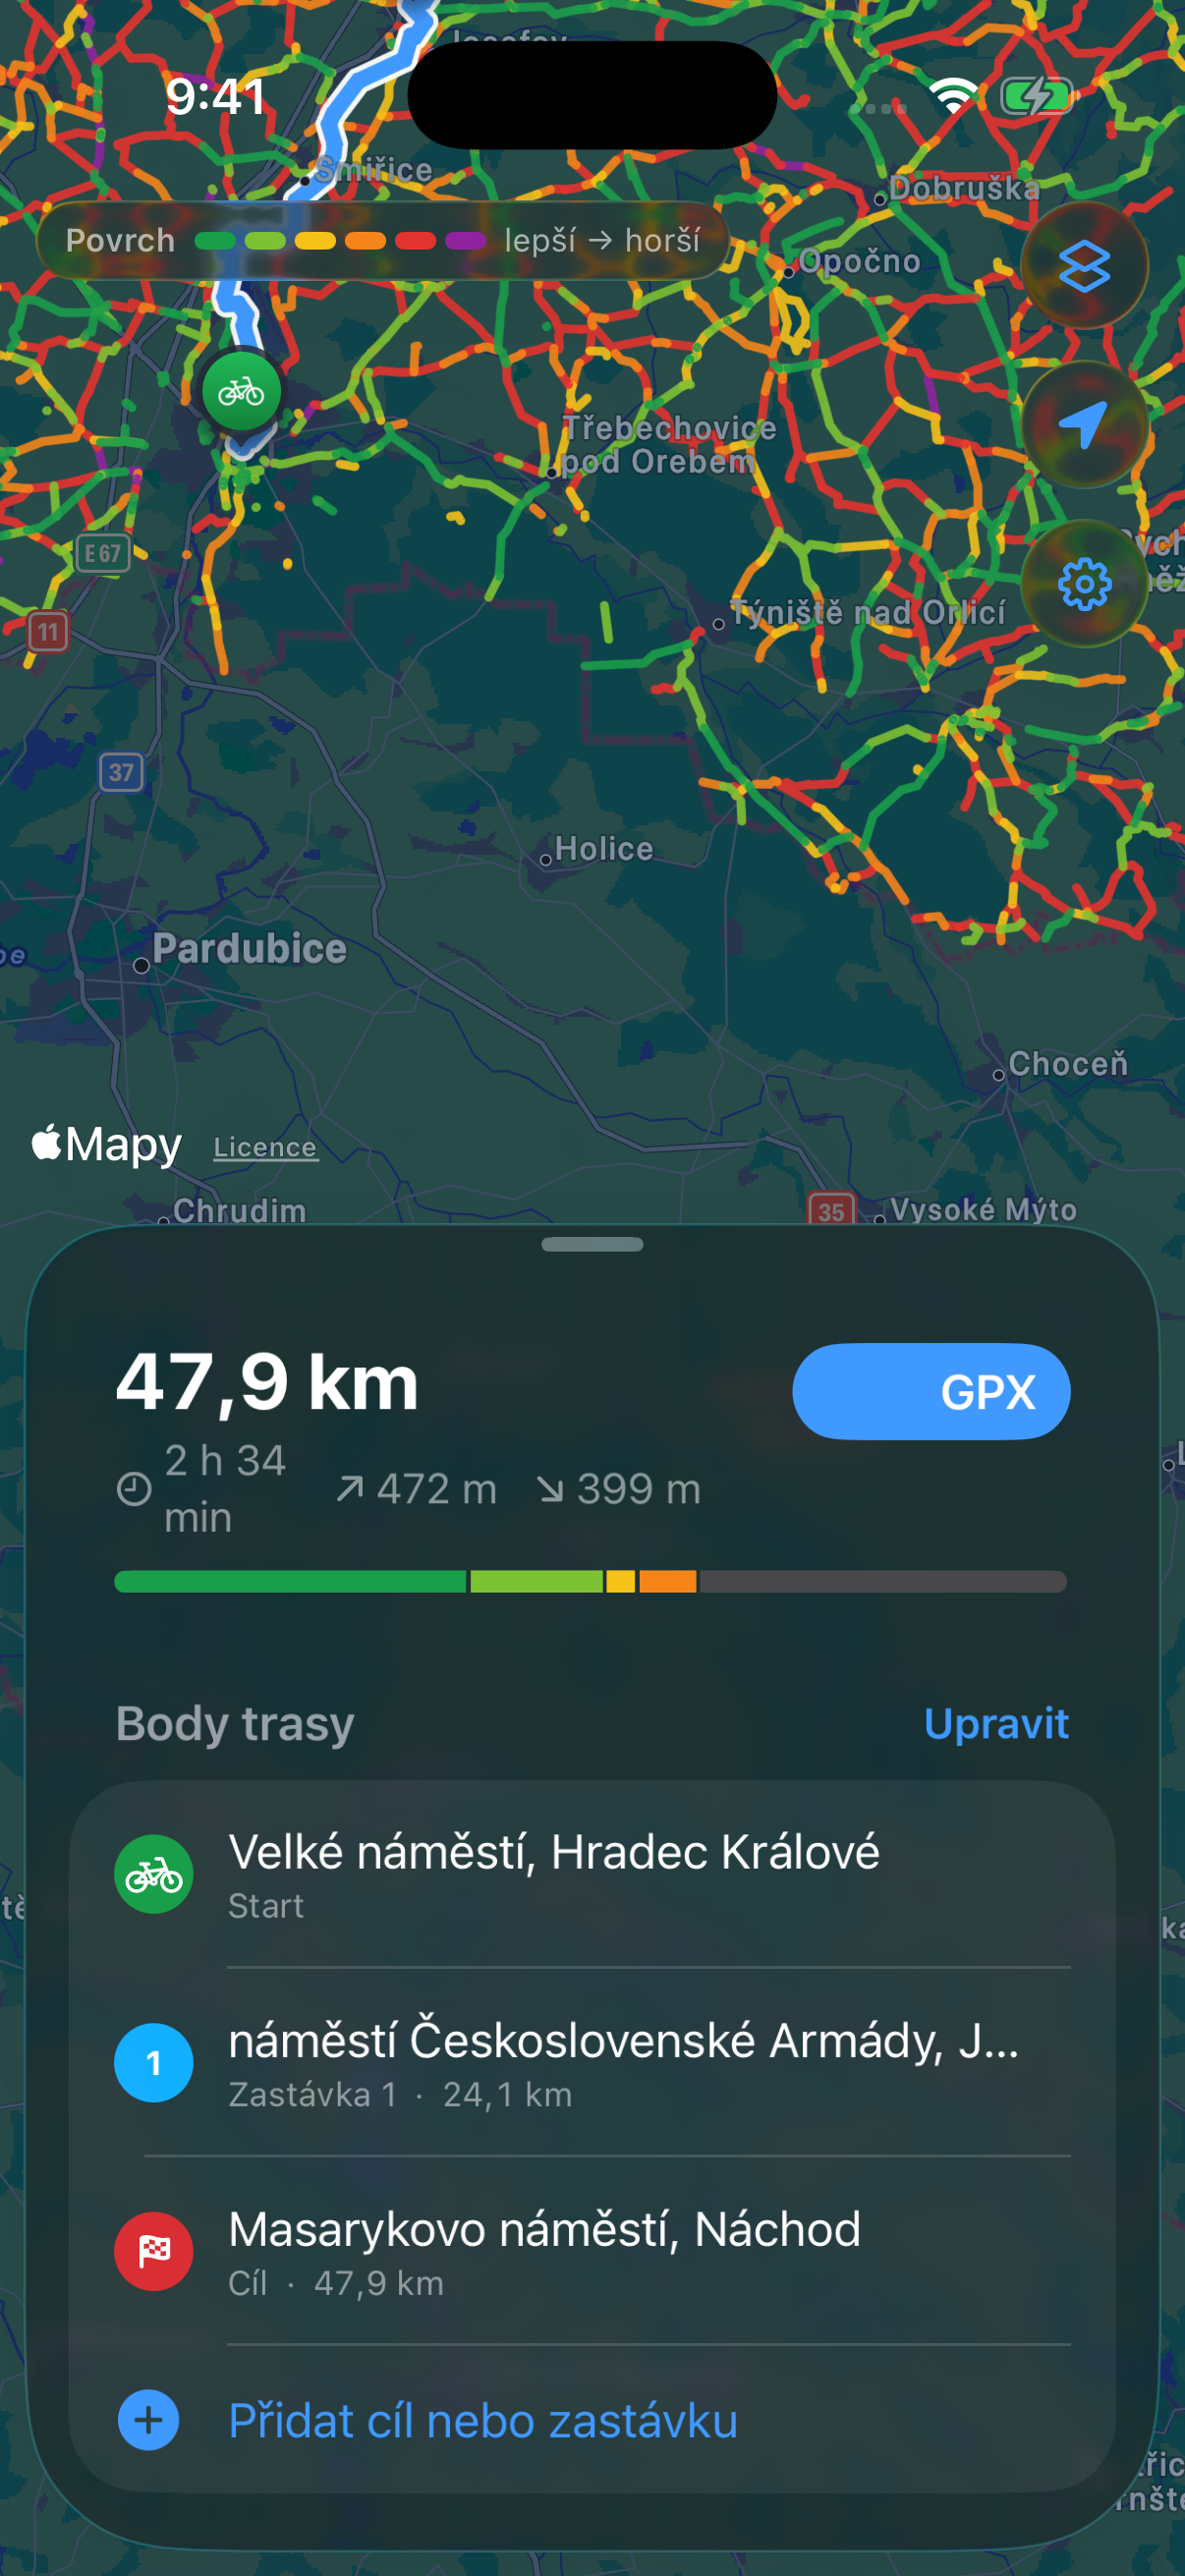 9:41
Smiřice
Dobruška
Povrch lepší → horší
Opočno
Třebechovice
pod Orebem
E 67
11
Týniště nad Orlicí
37
Holice
Pardubice
Choceň
Mapy Licence
Chrudim
35
Vysoké Mýto
47,9 km
GPX
2 h 34
min
↗ 472 m ↘ 399 m
Body trasy
Upravit
Velké náměstí, Hradec Králové
Start
1
náměstí Československé Armády, J...
Zastávka 1 · 24,1 km
Masarykovo náměstí, Náchod
Cíl · 47,9 km
Přidat cíl nebo zastávku